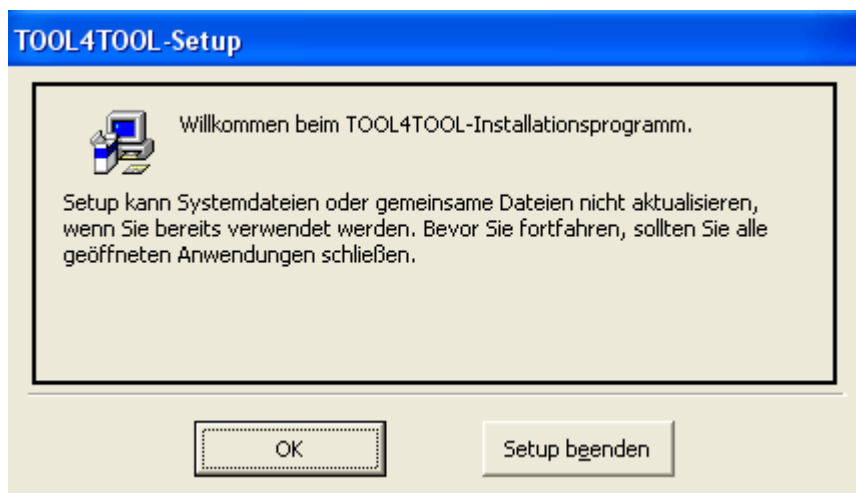 TOOL4TOOL-Setup
Willkommen beim TOOL4TOOL-Installationsprogramm.
Setup kann Systemdateien oder gemeinsame Dateien nicht aktualisieren,
wenn Sie bereits verwendet werden. Bevor Sie fortfahren, sollten Sie alle
geöffneten Anwendungen schließen.
OK
Setup beenden